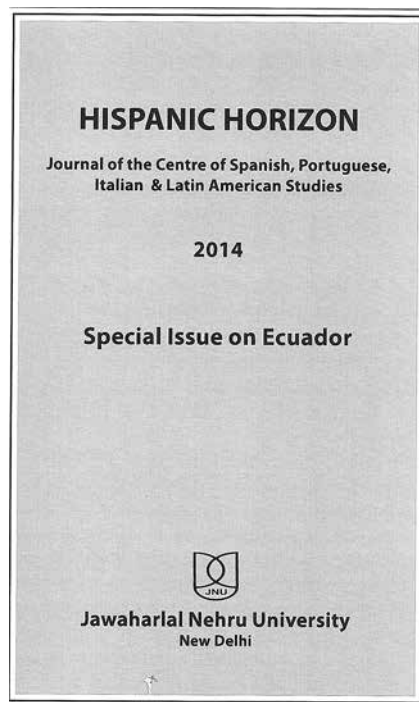 HISPANIC HORIZON
Journal of the Centre of Spanish, Portuguese,
Italian & Latin American Studies
2014
Special Issue on Ecuador
JNU
Jawaharlal Nehru University
New Delhi